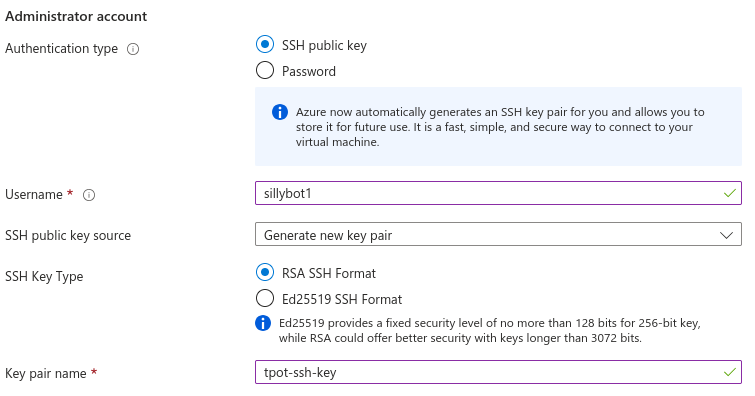 Administrator account
Authentication type
SSH public key
Password
Azure now automatically generates an SSH key pair for you and allows you to
store it for future use. It is a fast, simple, and secure way to connect to your
virtual machine.
Username *
sillybot1
SSH public key source
Generate new key pair
SSH Key Type
RSA SSH Format
Ed25519 SSH Format
Ed25519 provides a fixed security level of no more than 128 bits for 256-bit key,
while RSA could offer better security with keys longer than 3072 bits.
Key pair name *
tpot-ssh-key